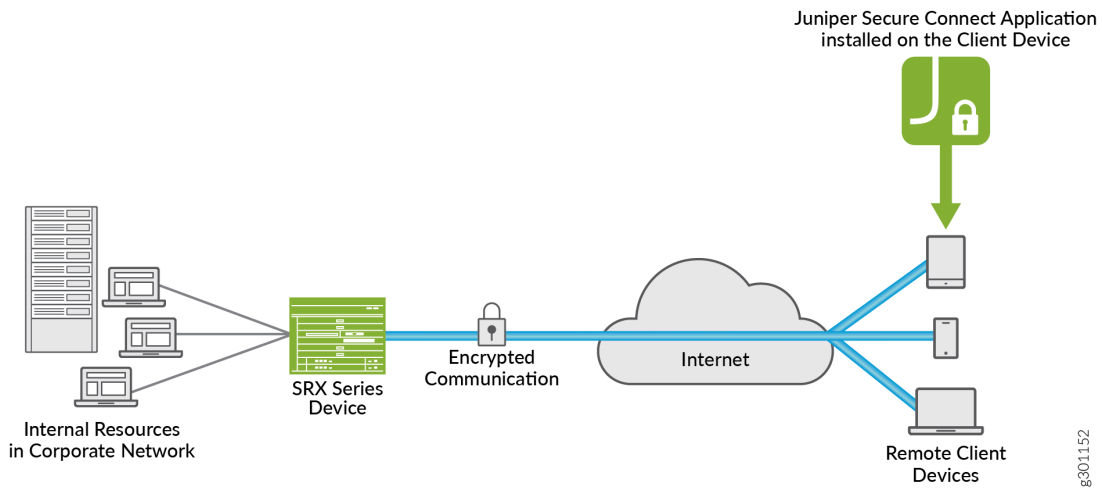 Juniper Secure Connect Application
installed on the Client Device
Encrypted
Communication
Internet
SRX Series
Device
Internal Resources
in Corporate Network
Remote Client
Devices
g301152